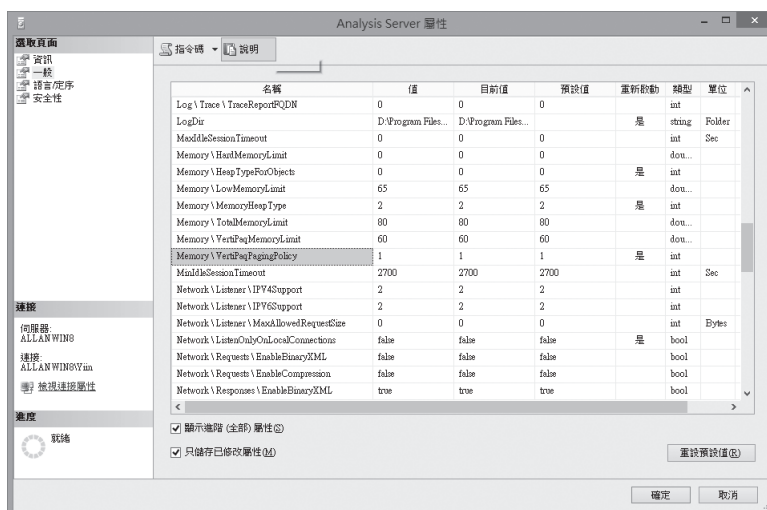 Analysis Server 屬性
選取頁面
資訊
一般
語言/定序
安全性
指令碼 說明
名稱 值 目前值 預設值 重新啟動 類型 單位
Log \ Trace \ TraceReportFQDN 0 0 0 int
LogDir D:\Program Files... D:\Program Files... 是 string Folder
MaxIdleSessionTimeout 0 0 0 int Sec
Memory \ HardMemoryLimit 0 0 0 dou...
Memory \ HeapTypeForObjects 0 0 0 是 int
Memory \ LowMemoryLimit 65 65 65 dou...
Memory \ MemoryHeapType 2 2 2 是 int
Memory \ TotalMemoryLimit 80 80 80 dou...
Memory \ VertiPaqMemoryLimit 60 60 60 dou...
Memory \ VertiPaqPagingPolicy 1 1 1 是 int
MinIdleSessionTimeout 2700 2700 2700 int Sec
Network \ Listener \ IPV4Support 2 2 2 int
Network \ Listener \ IPV6Support 2 2 2 int
Network \ Listener \ MaxAllowedRequestSize 0 0 0 int Bytes
Network \ ListenOnlyOnLocalConnections false false false 是 bool
Network \ Requests \ EnableBinaryXML false false false bool
Network \ Requests \ EnableCompression false false false bool
Network \ Responses \ EnableBinaryXML true true true bool
連接
伺服器:
ALLANWIN8
連接:
ALLANWIN8\Yiin
檢視連接屬性
進度
就緒
顯示進階 (全部) 屬性(S)
只儲存已修改屬性(M)
重設預設值(R)
確定 取消